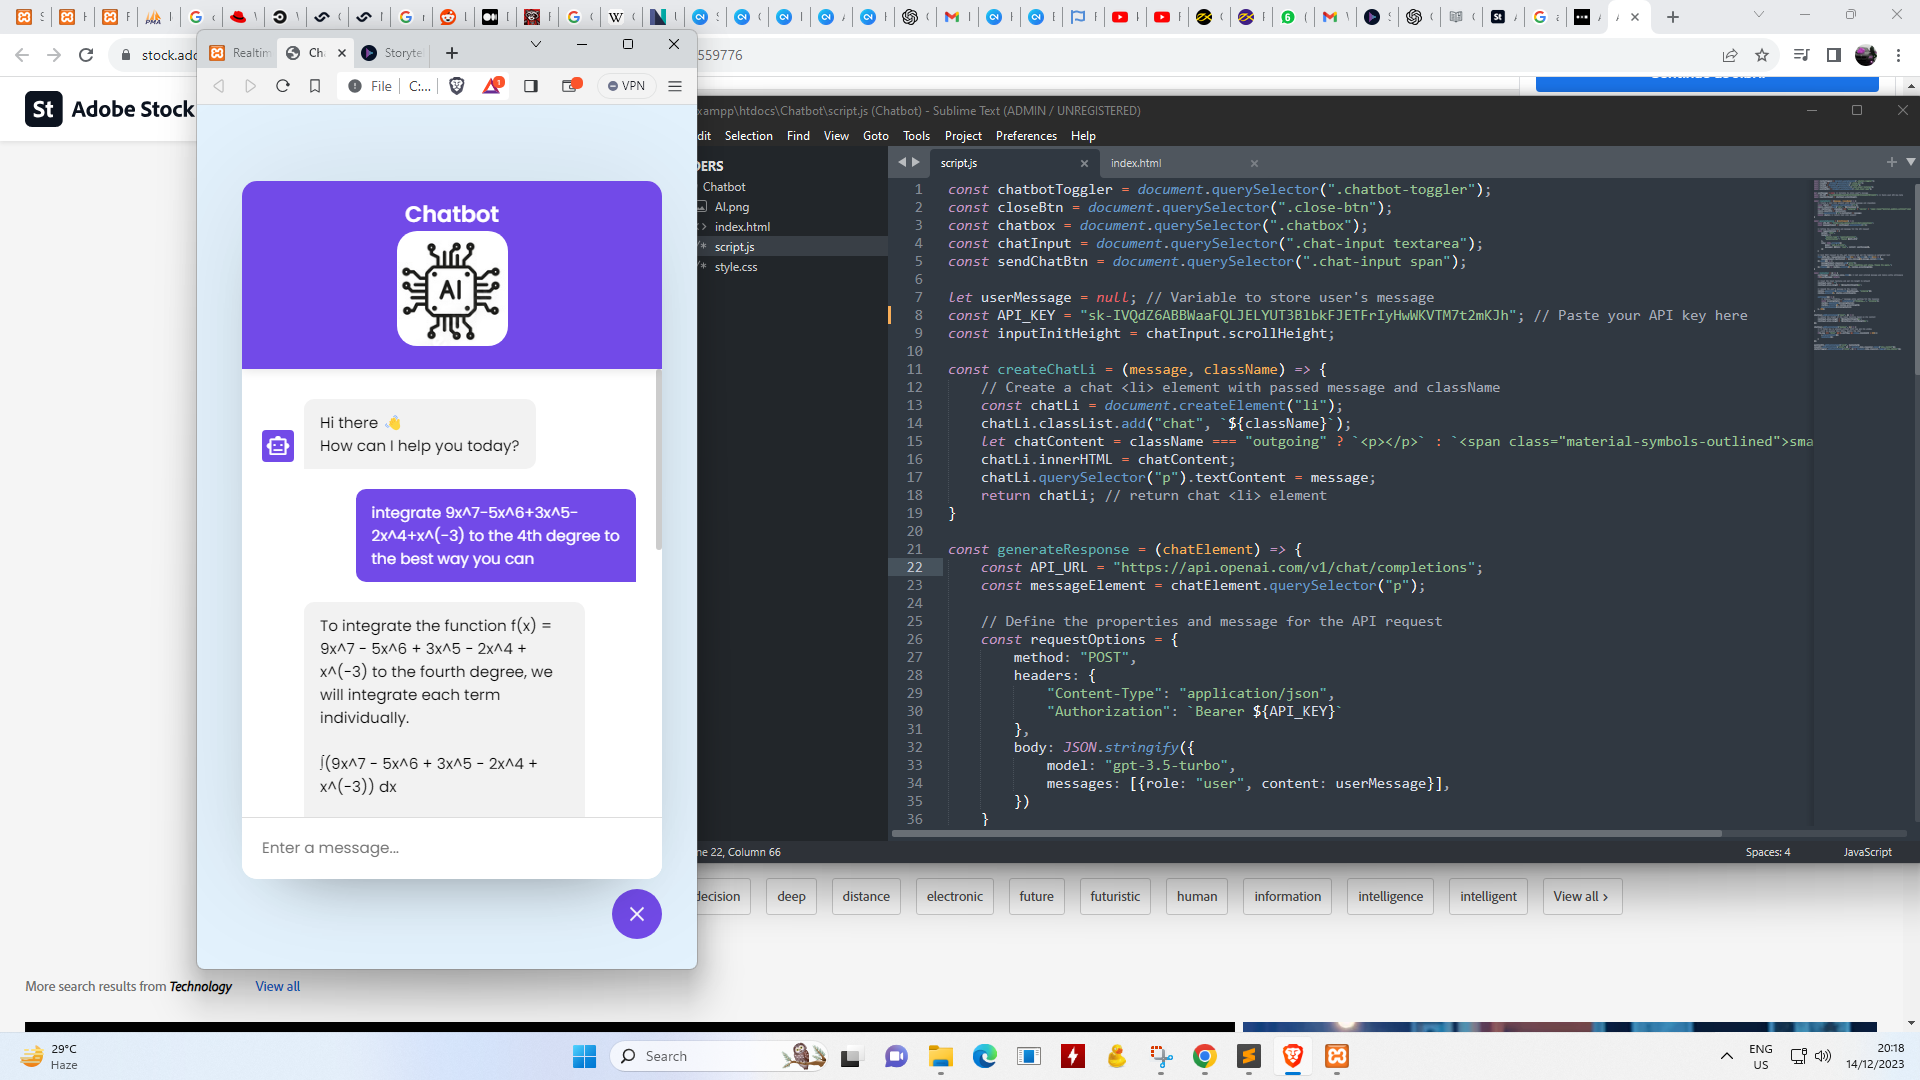 stock.adc
559776
Adobe Stock
St
Realtim
Ch
Storyte
File
C:...
1
VPN
Chatbot
AI
Hi there 👋
How can I help you today?
integrate 9x^7-5x^6+3x^5-
2x^4+x^(-3) to the 4th degree to
the best way you can
To integrate the function f(x) =
9x^7 - 5x^6 + 3x^5 - 2x^4 +
x^(-3) to the fourth degree, we
will integrate each term
individually.
∫(9x^7 - 5x^6 + 3x^5 - 2x^4 +
x^(-3)) dx
Enter a message...
xampp\htdocs\Chatbot\script.js (Chatbot) - Sublime Text (ADMIN / UNREGISTERED)
dit Selection Find View Goto Tools Project Preferences Help
DERS
Chatbot
AI.png
index.html
script.js
style.css
script.js
index.html
1 const chatbotToggler = document.querySelector(".chatbot-toggler");
2 const closeBtn = document.querySelector(".close-btn");
3 const chatbox = document.querySelector(".chatbox");
4 const chatInput = document.querySelector(".chat-input textarea");
5 const sendChatBtn = document.querySelector(".chat-input span");
6
7 let userMessage = null; // Variable to store user's message
8 const API_KEY = "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"; // Paste your API key here
9 const inputInitHeight = chatInput.scrollHeight;
10
11 const createChatLi = (message, className) => {
12 // Create a chat <li> element with passed message and className
13 const chatLi = document.createElement("li");
14 chatLi.classList.add("chat", `${className}`);
15 let chatContent = className === "outgoing" ? `<p></p>` : `<span class="material-symbols-outlined">sma
16 chatLi.innerHTML = chatContent;
17 chatLi.querySelector("p").textContent = message;
18 return chatLi; // return chat <li> element
19 }
20
21 const generateResponse = (chatElement) => {
22 const API_URL = "https://api.openai.com/v1/chat/completions";
23 const messageElement = chatElement.querySelector("p");
24
25 // Define the properties and message for the API request
26 const requestOptions = {
27 method: "POST",
28 headers: {
29 "Content-Type": "application/json",
30 "Authorization": `Bearer ${API_KEY}`
31 },
32 body: JSON.stringify({
33 model: "gpt-3.5-turbo",
34 messages: [{role: "user", content: userMessage}],
35 })
36 }
ne 22, Column 66
Spaces: 4
JavaScript
decision
deep
distance
electronic
future
futuristic
human
information
intelligence
intelligent
View all ›
More search results from Technology
View all
29°C
Haze
Search
ENG
US
20:18
14/12/2023